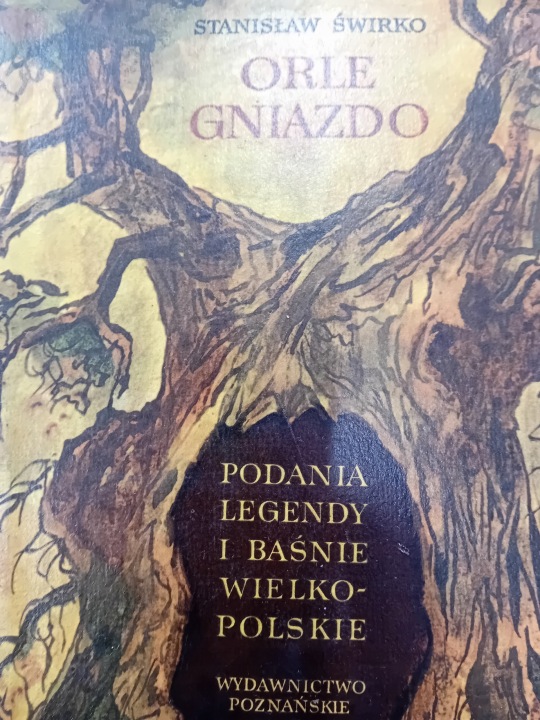 STANISŁAW ŚWIRKO
ORLE
GNIAZDO
PODANIA
LEGENDY
I BAŚNIE
WIELKO-
POLSKIE
WYDAWNICTWO
POZNAŃSKIE